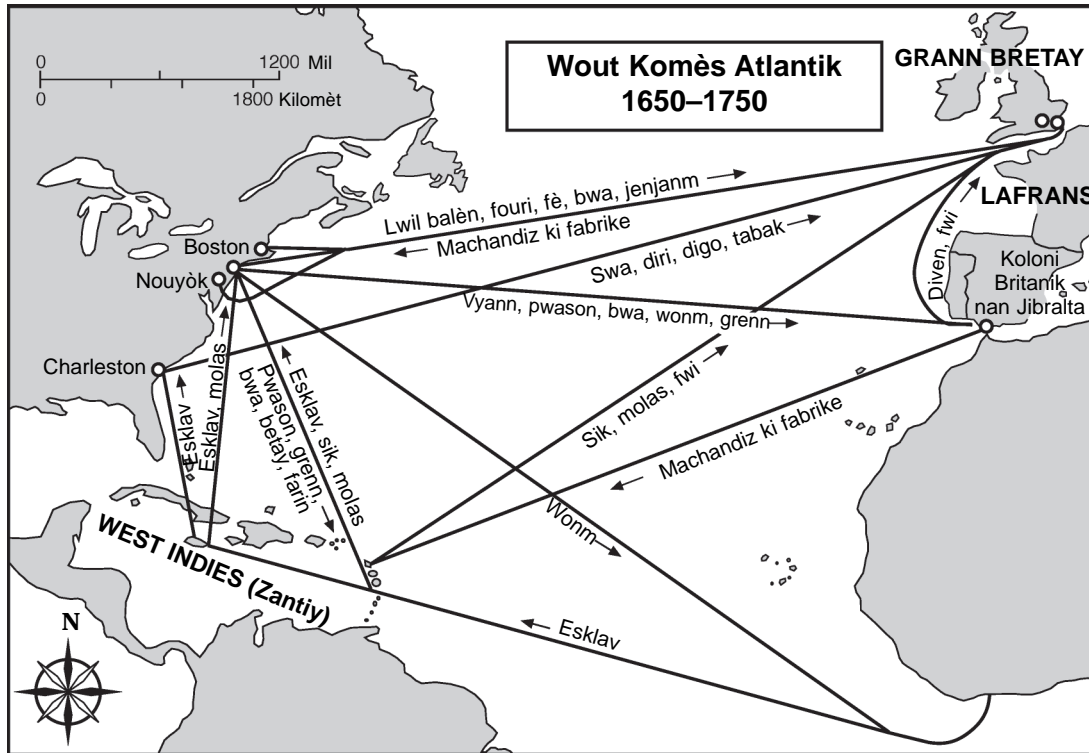 0 1200 Mil
0 1800 Kilomèt
Wout Komès Atlantik
1650–1750
GRANN BRETAY
LAFRANS
Lwil balèn, fouri, fè, bwa, jenjanm
Machandiz ki fabrike
Swa, diri, digo, tabak
Boston
Nouyòk
Vyann, pwason, bwa, wonm, grenn
Diven, fwi
Koloni
Britanik
nan Jibralta
Charleston
Esklav
Esklav, molas
Pwason, grenn,
bwa, betay, farin
Esklav, sik, molas
Sik, molas, fwi
Machandiz ki fabrike
Wonm
WEST INDIES (Zantiy)
Esklav
N